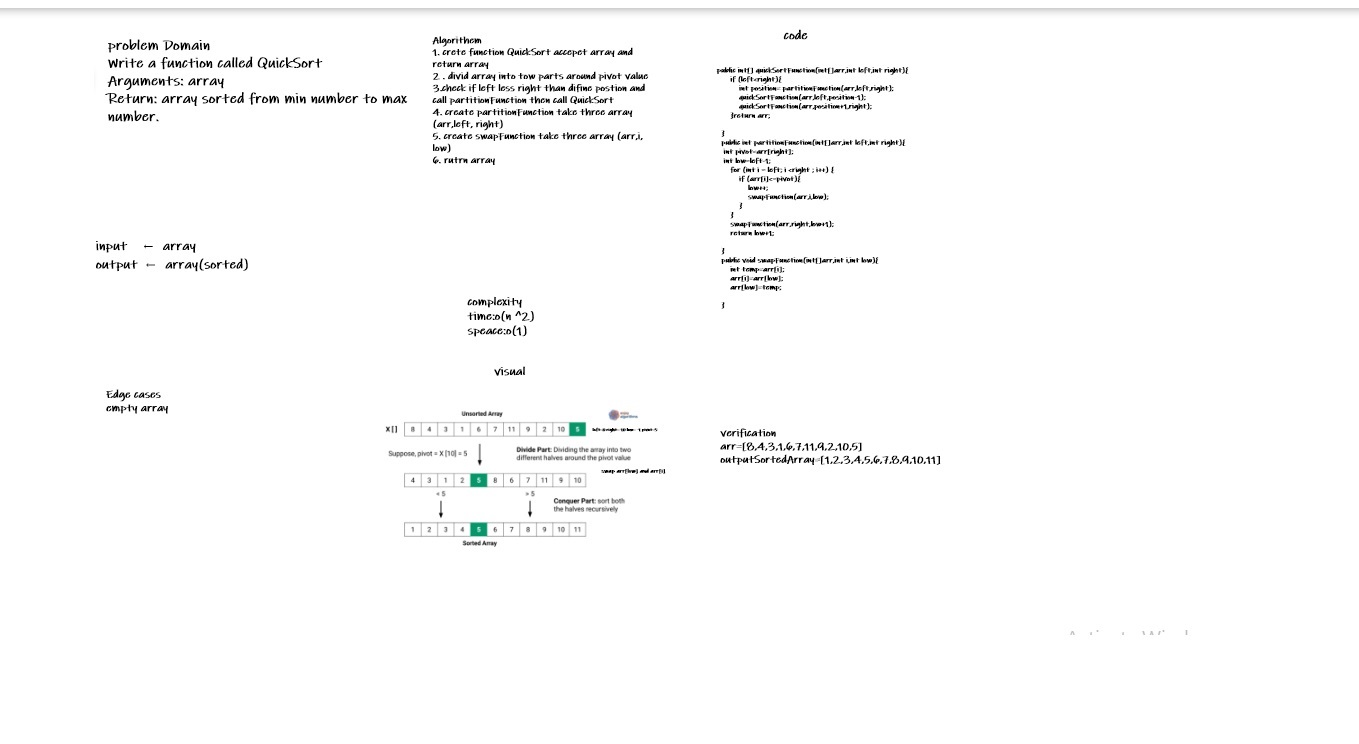 problem Domain
Write a function called QuickSort
Arguments: array
Return: array sorted from min number to max
number.
input ← array
output ← array(sorted)
Edge cases
empty array
Algorithem
1. crete function QuickSort accepet array and
return array
2 . divid array into tow parts around pivot value
3.check if left less right than difine postion and
call partitionFunction then call QuickSort
4. create partitionFunction take three array
(arr,left, right)
5. create swapFunction take three array (arr,i,
low)
6. rutrn array
complexity
time:o(n ^2)
speace:o(1)
visual
Unsorted Array
X[] 8 4 3 1 6 7 11 9 2 10 5
Suppose, pivot = X[10] = 5
Divide Part: Dividing the array into two
different halves around the pivot value
swap arr[low] and arr[i]
4 3 1 2 5 8 6 7 11 9 10
< 5 > 5
Conquer Part: sort both
the halves recursively
1 2 3 4 5 6 7 8 9 10 11
Sorted Array
code
public int[] quickSortFunction(int[]arr,int left,int right){
if (left<right){
int position= partitionFunction(arr,left,right);
quickSortFunction(arr,left,position-1);
quickSortFunction(arr,position+1,right);
}return arr;
}
public int partitionFunction(int[]arr,int left,int right){
int pivot=arr[right];
int low=left-1;
for (int i = left; i <right ; i++) {
if (arr[i]<=pivot){
low++;
swapFunction(arr,i,low);
}
}
swapFunction(arr,right,low+1);
return low+1;
}
public void swapFunction(int[]arr,int i,int low){
int temp=arr[i];
arr[i]=arr[low];
arr[low]=temp;
}
verification
arr=[8,4,3,1,6,7,11,9,2,10,5]
outputSortedArray=[1,2,3,4,5,6,7,8,9,10,11]